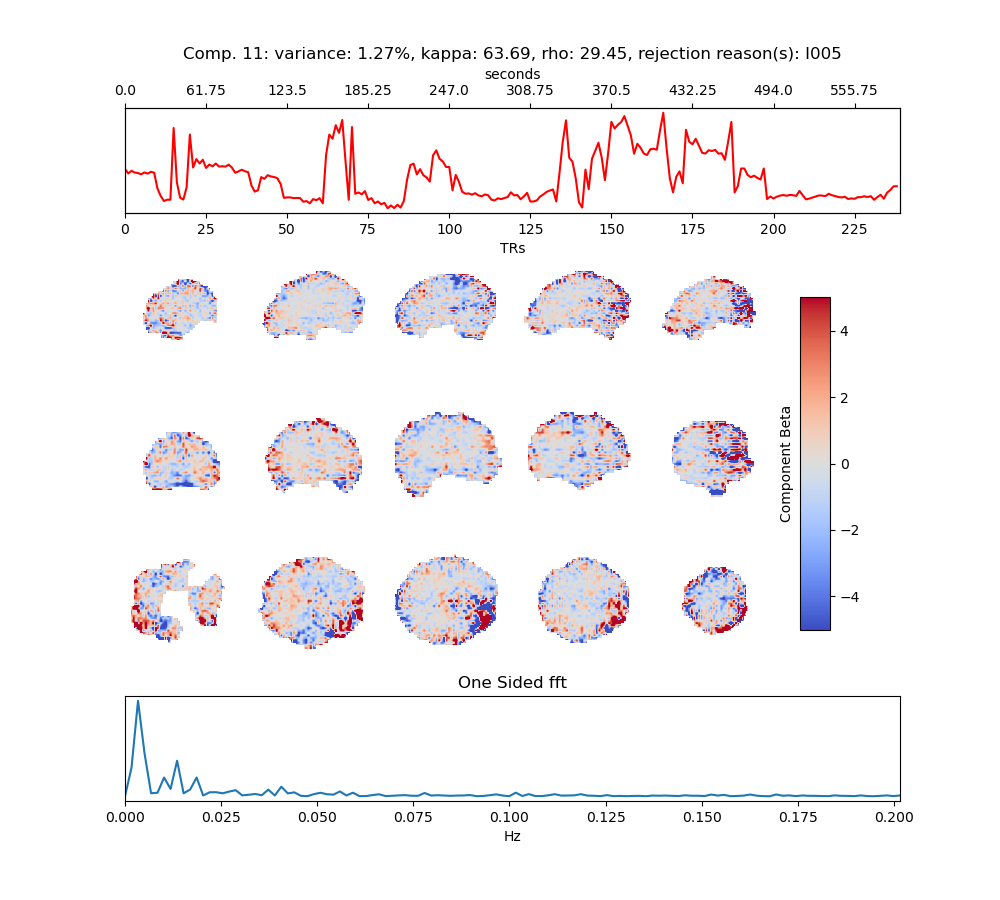 Comp. 11: variance: 1.27%, kappa: 63.69, rho: 29.45, rejection reason(s): I005
seconds
0.0 61.75 123.5 185.25 247.0 308.75 370.5 432.25 494.0 555.75
0 25 50 75 100 125 150 175 200 225
TRs
4
2
0
−2
−4
Component Beta
One Sided fft
0.000 0.025 0.050 0.075 0.100 0.125 0.150 0.175 0.200
Hz